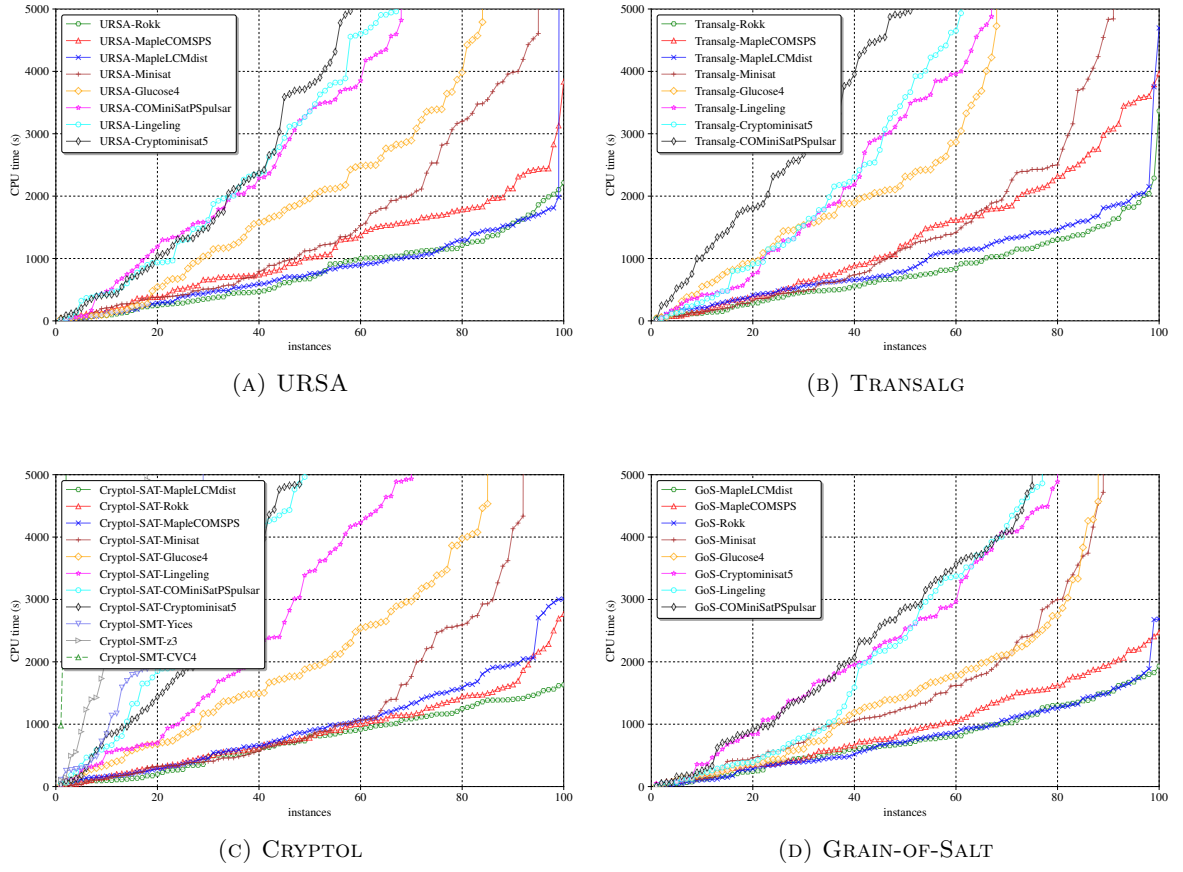 5000
4000
3000
2000
1000
0
CPU time (s)
URSA-Rokk
URSA-MapleCOMSPS
URSA-MapleLCMdist
URSA-Minisat
URSA-Glucose4
URSA-COMiniSatPSpulsar
URSA-Lingeling
URSA-Cryptominisat5
0 20 40 60 80 100
instances
(A) URSA
5000
4000
3000
2000
1000
0
CPU time (s)
Transalg-Rokk
Transalg-MapleCOMSPS
Transalg-MapleLCMdist
Transalg-Minisat
Transalg-Glucose4
Transalg-Lingeling
Transalg-Cryptominisat5
Transalg-COMiniSatPSpulsar
0 20 40 60 80 100
instances
(B) TRANSALG
5000
4000
3000
2000
1000
0
CPU time (s)
Cryptol-SAT-MapleLCMdist
Cryptol-SAT-Rokk
Cryptol-SAT-MapleCOMSPS
Cryptol-SAT-Minisat
Cryptol-SAT-Glucose4
Cryptol-SAT-Lingeling
Cryptol-SAT-COMiniSatPSpulsar
Cryptol-SAT-Cryptominisat5
Cryptol-SMT-Yices
Cryptol-SMT-z3
Cryptol-SMT-CVC4
0 20 40 60 80 100
instances
(C) CRYPTOL
5000
4000
3000
2000
1000
0
CPU time (s)
GoS-MapleLCMdist
GoS-MapleCOMSPS
GoS-Rokk
GoS-Minisat
GoS-Glucose4
GoS-Cryptominisat5
GoS-Lingeling
GoS-COMiniSatPSpulsar
0 20 40 60 80 100
instances
(D) GRAIN-OF-SALT